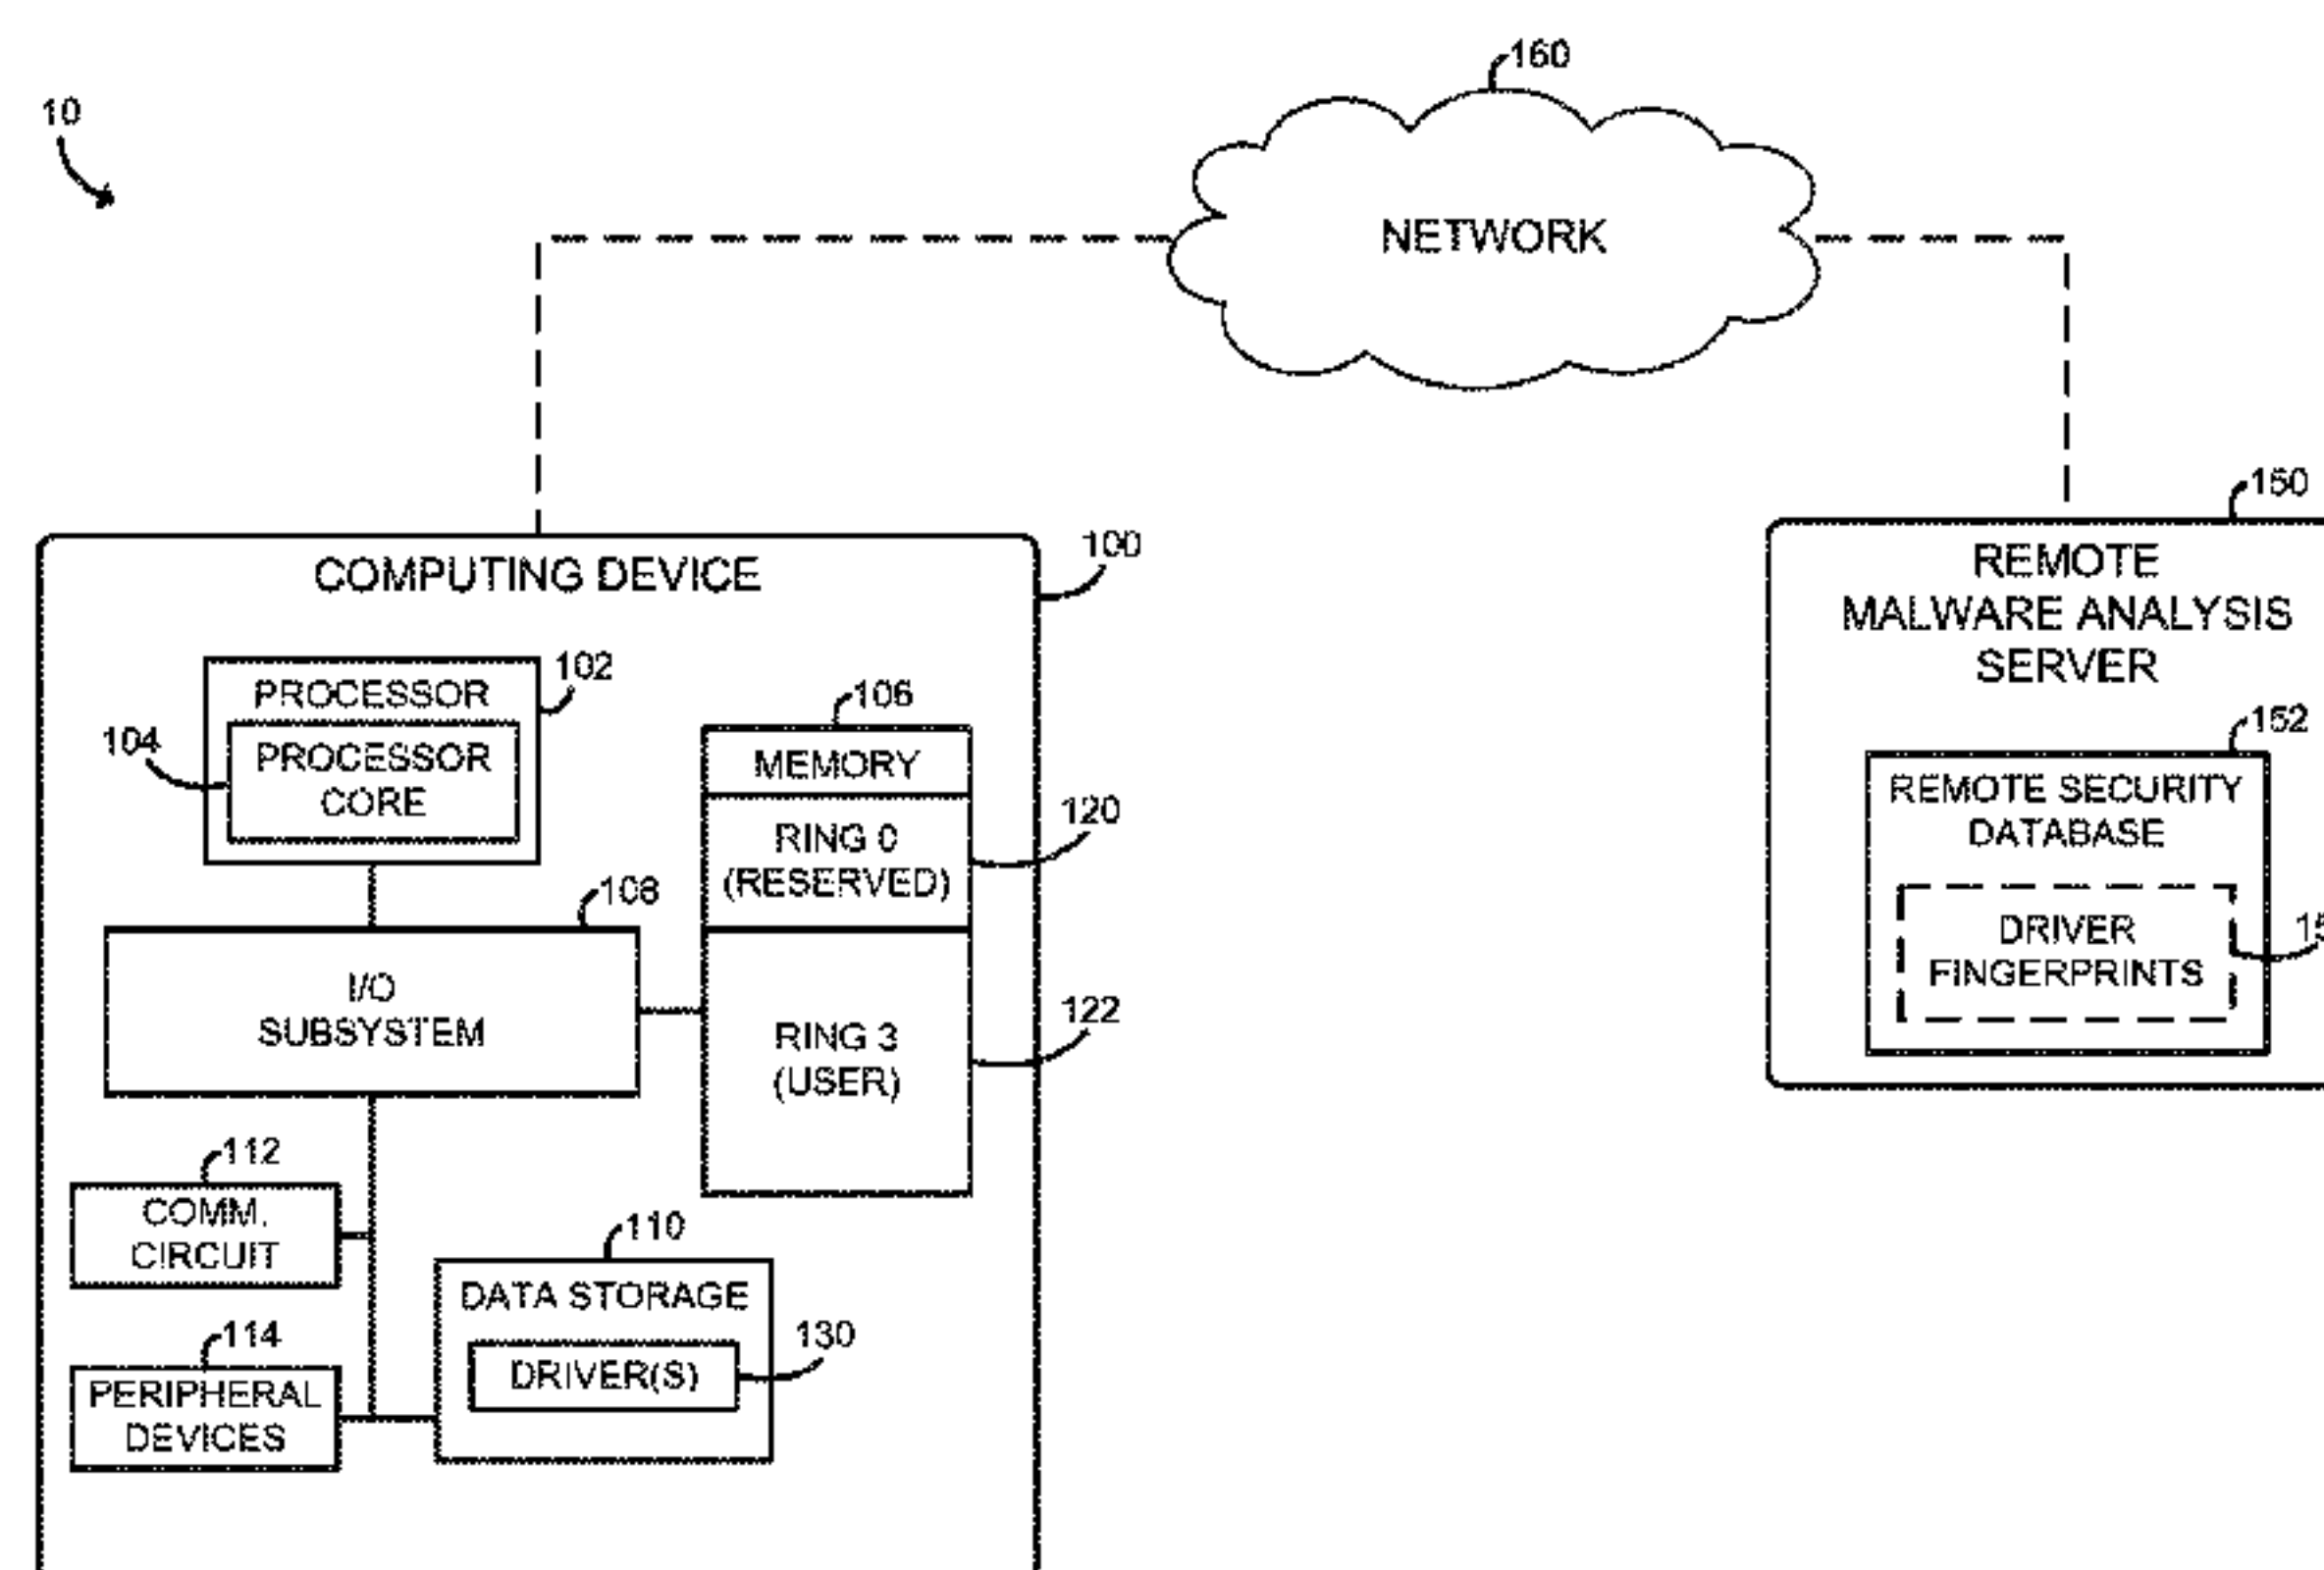 10
160
NETWORK
COMPUTING DEVICE
100
PROCESSOR
102
104
PROCESSOR
CORE
106
MEMORY
RING 0
(RESERVED)
120
108
I/O
SUBSYSTEM
RING 3
(USER)
122
112
COMM.
CIRCUIT
110
DATA STORAGE
DRIVER(S)
130
114
PERIPHERAL
DEVICES
150
REMOTE
MALWARE ANALYSIS
SERVER
152
REMOTE SECURITY
DATABASE
DRIVER
FINGERPRINTS